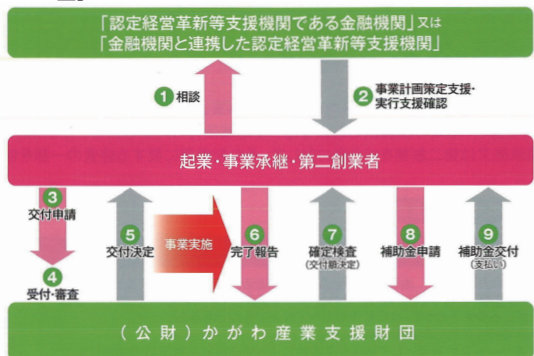 「認定経営革新等支援機関である金融機関」又は
「金融機関と連携した認定経営革新等支援機関」
1 相談
2 事業計画策定支援・
実行支援確認
起業・事業承継・第二創業者
3
交付申請
4
受付・審査
5
交付決定
事業実施
6
完了報告
7
確定検査
(交付額決定)
8
補助金申請
9
補助金交付
(支払い)
(公財)かがわ産業支援財団